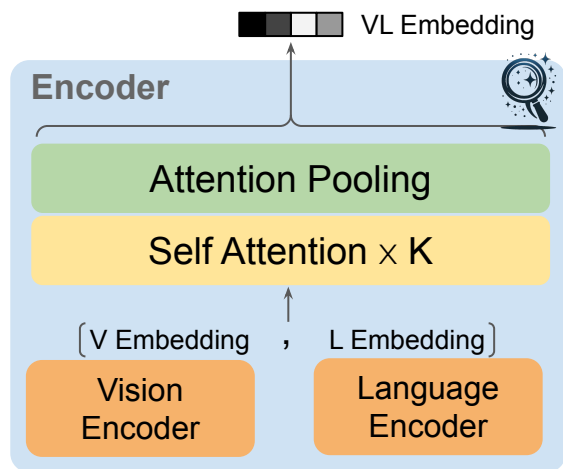 VL Embedding
Encoder
Attention Pooling
Self Attention × K
[V Embedding , L Embedding]
Vision
Encoder
Language
Encoder